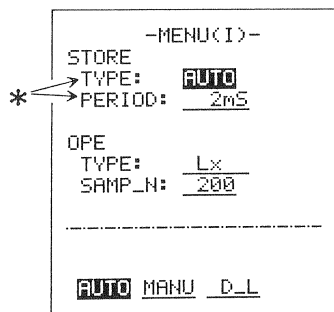 -MENU(I)-
STORE
TYPE: AUTO
* PERIOD: 2mS
OPE
TYPE: Lx
SAMP_N: 200
AUTO MANU D_L